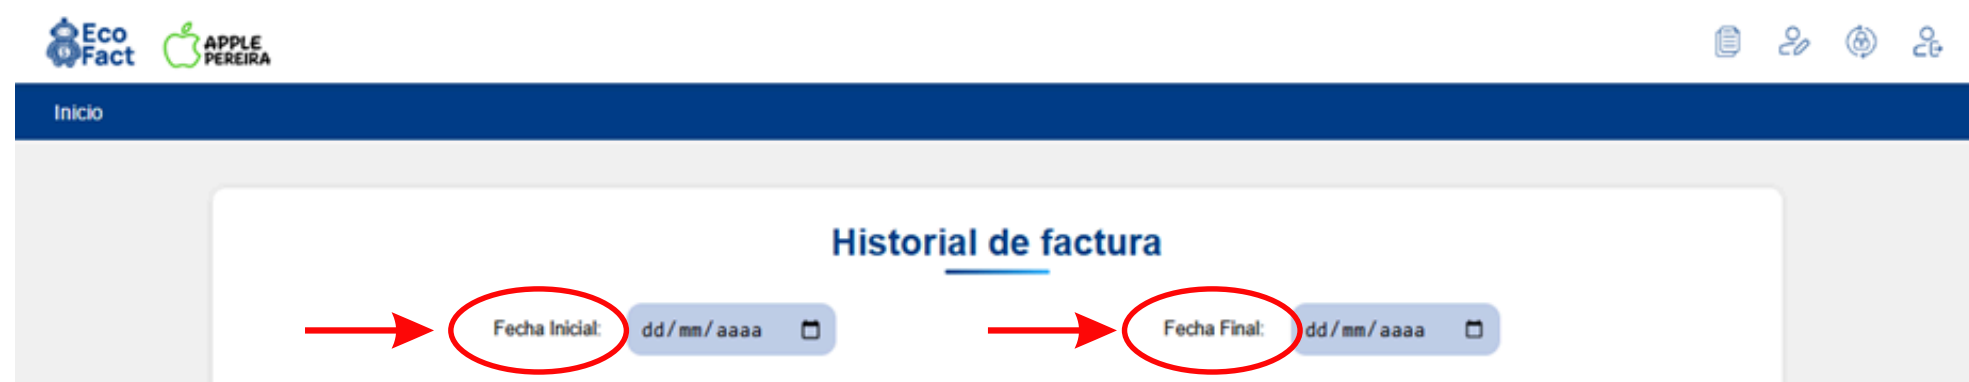 Eco
Fact
APPLE
PEREIRA
Inicio
Historial de factura
Fecha Inicial: dd/mm/aaaa
Fecha Final: dd/mm/aaaa